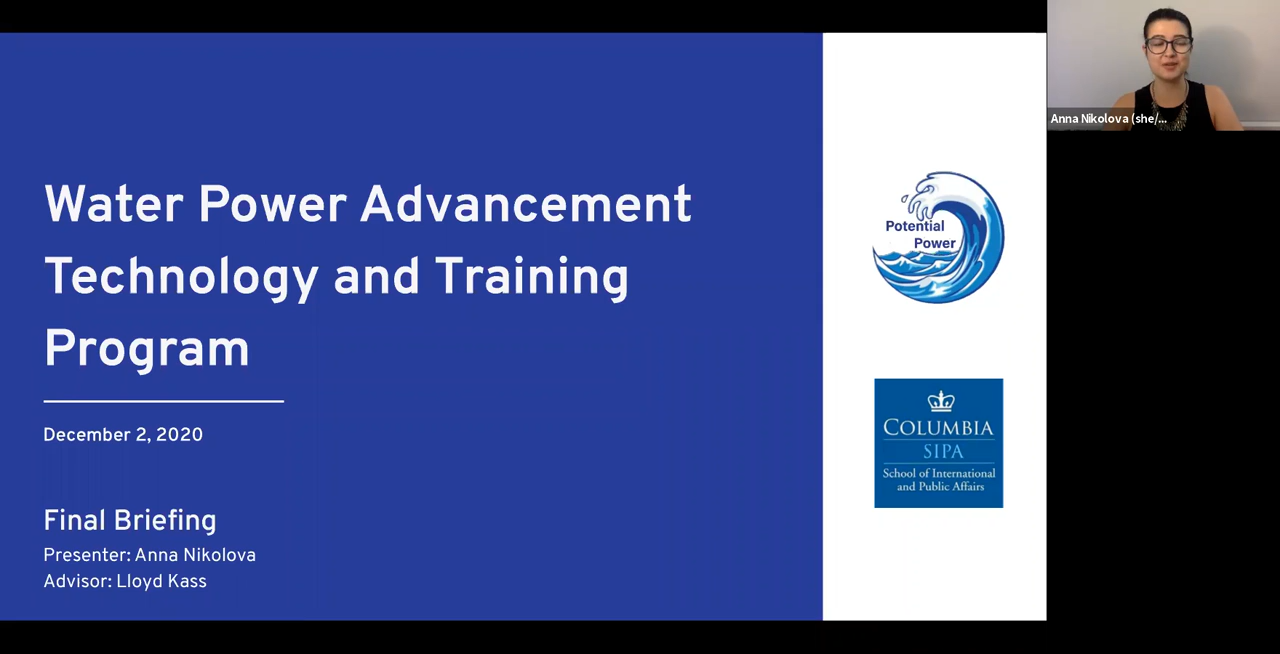 Water Power Advancement
Technology and Training
Program
December 2, 2020
Final Briefing
Presenter: Anna Nikolova
Advisor: Lloyd Kass
Potential
Power
COLUMBIA
SIPA
School of International
and Public Affairs
Anna Nikolova (she/...